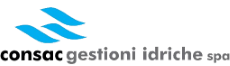 consac gestioni idriche spa